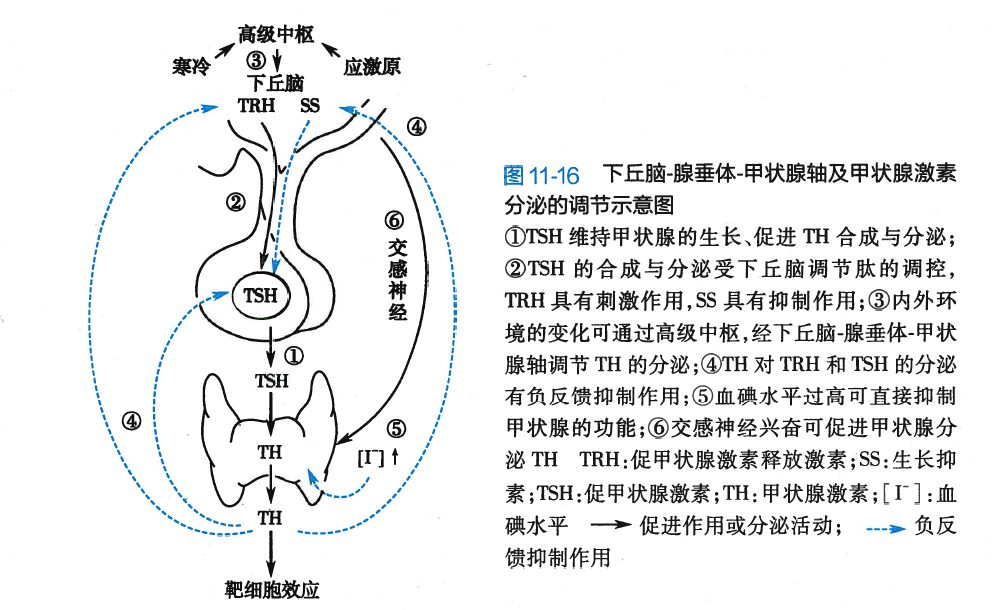 高级中枢
寒冷
③
应激原
下丘脑
TRH SS
④
②
⑥
交感神经
TSH
①
TSH
④
⑤
TH
[I⁻]↑
TH
靶细胞效应
图 11-16 下丘脑-腺垂体-甲状腺轴及甲状腺激素
分泌的调节示意图
①TSH 维持甲状腺的生长、促进 TH 合成与分泌；
②TSH 的合成与分泌受下丘脑调节肽的调控，
TRH 具有刺激作用，SS 具有抑制作用；③内外环
境的变化可通过高级中枢，经下丘脑-腺垂体-甲状
腺轴调节 TH 的分泌；④TH 对 TRH 和 TSH 的分泌
有负反馈抑制作用；⑤血碘水平过高可直接抑制
甲状腺的功能；⑥交感神经兴奋可促进甲状腺分
泌 TH TRH：促甲状腺激素释放激素；SS：生长抑
素；TSH：促甲状腺激素；TH：甲状腺激素；[I⁻]：血
碘水平 → 促进作用或分泌活动； ⇢ 负反
馈抑制作用